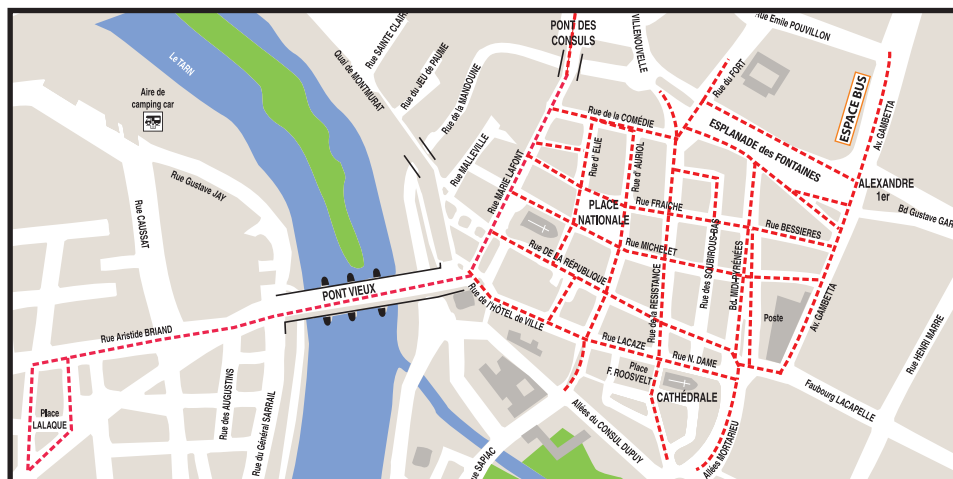 PONT DES
CONSULS
VILLENOUVELLE
Rue Emile POUVILLON
Rue SAINTE CLAIRE
Quai de MONTMURAT
Rue du JEU de PAUME
Rue de la MANDOUNE
Rue du FORT
ESPACE BUS
Le TARN
Aire de
camping car
Rue de la COMÉDIE
ESPLANADE des FONTAINES
Av. GAMBETTA
Rue MALLEVILLE
Rue d' ELIE
Rue d' AURIOL
Rue Gustave JAY
Rue MARIE LAFONT
ALEXANDRE
1er
PLACE
NATIONALE
Rue FRAICHE
Rue BESSIERES
Bd Gustave GAR
Rue CAUSSAT
Rue MICHELET
Rue DE LA RÉPUBLIQUE
Rue des SOUBIROUS-BAS
Bd. MIDI-PYRÉNÉES
Rue de la RESISTANCE
PONT VIEUX
Rue de l'HÔTEL de VILLE
Poste
Av. GAMBETTA
Rue Aristide BRIAND
Rue LACAZE
Rue N. DAME
Rue HENRI MARRE
Place
F. ROOSVELT
CATHÉDRALE
Faubourg LACAPELLE
Place
LALAQUE
Rue des AUGUSTINS
Rue du Général SARRAIL
Allées du CONSUL DUPUY
Rue SAPIAC
Allées MORTARIEU